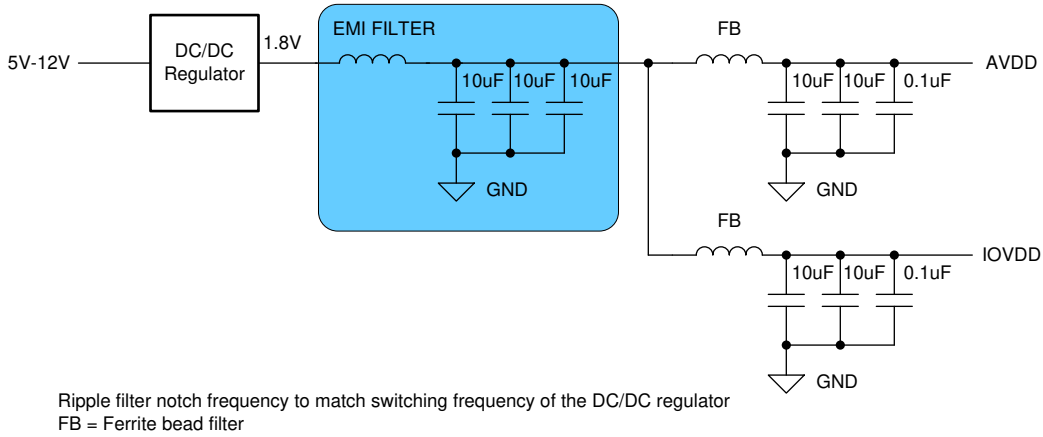 EMI FILTER
FB
5V-12V
DC/DC
Regulator
1.8V
AVDD
10uF 10uF 10uF
10uF 10uF 0.1uF
GND
GND
FB
IOVDD
10uF 10uF 0.1uF
GND
Ripple filter notch frequency to match switching frequency of the DC/DC regulator
FB = Ferrite bead filter